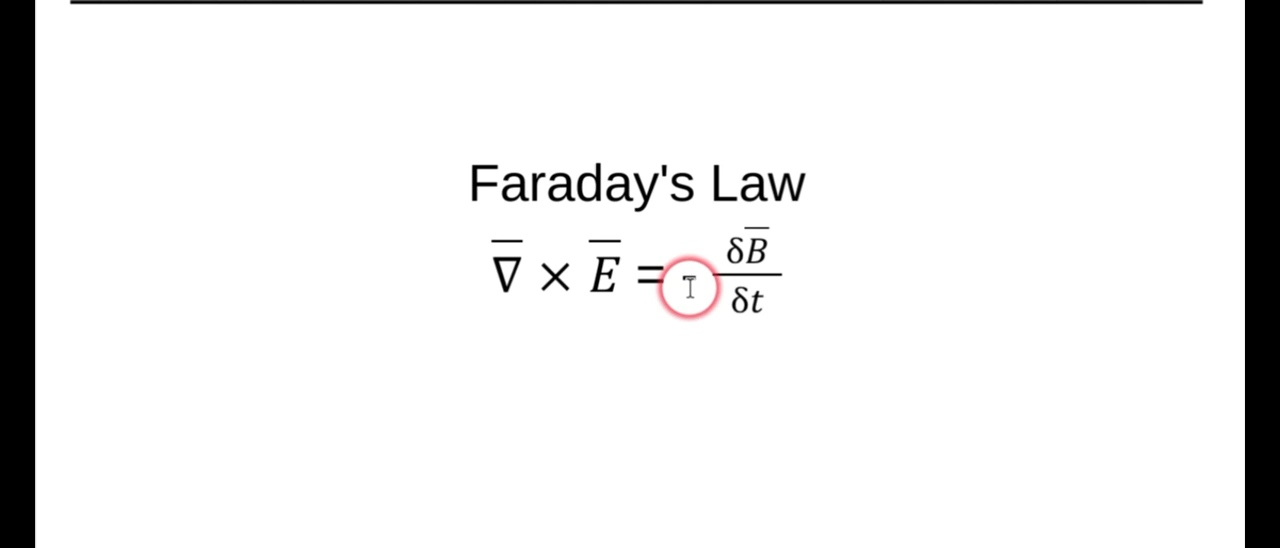 Faraday's Law
∇̅ × E̅ = - δB̅/δt